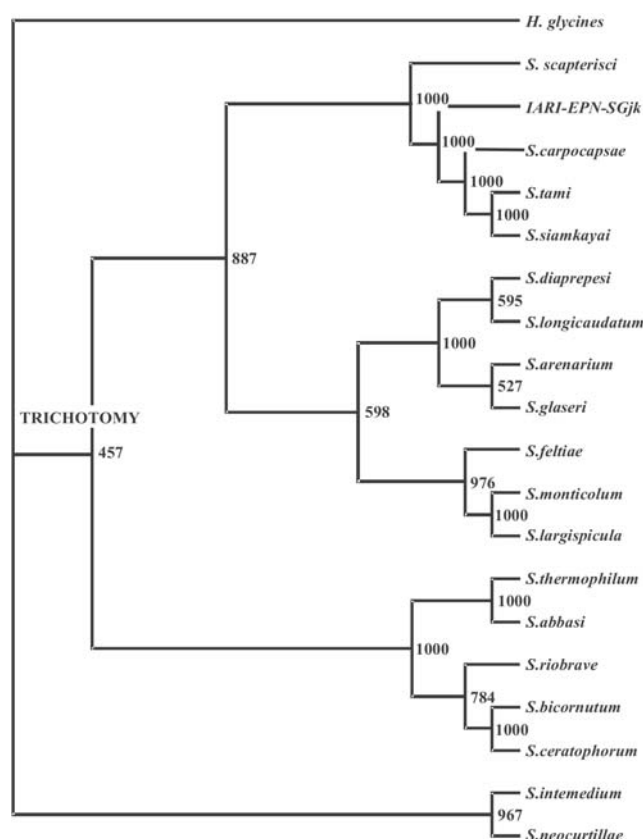 H. glycines
S. scapterisci
1000
IARI-EPN-SGjk
1000
S.carpocapsae
1000
S.tami
1000
S.siamkayai
887
S.diaprepesi
595
S.longicaudatum
1000
S.arenarium
527
S.glaseri
TRICHOTOMY
598
457
S.feltiae
976
S.monticolum
1000
S.largispicula
S.thermophilum
1000
S.abbasi
1000
S.riobrave
784
S.bicornutum
1000
S.ceratophorum
S.intemedium
967
S.neocurtillae